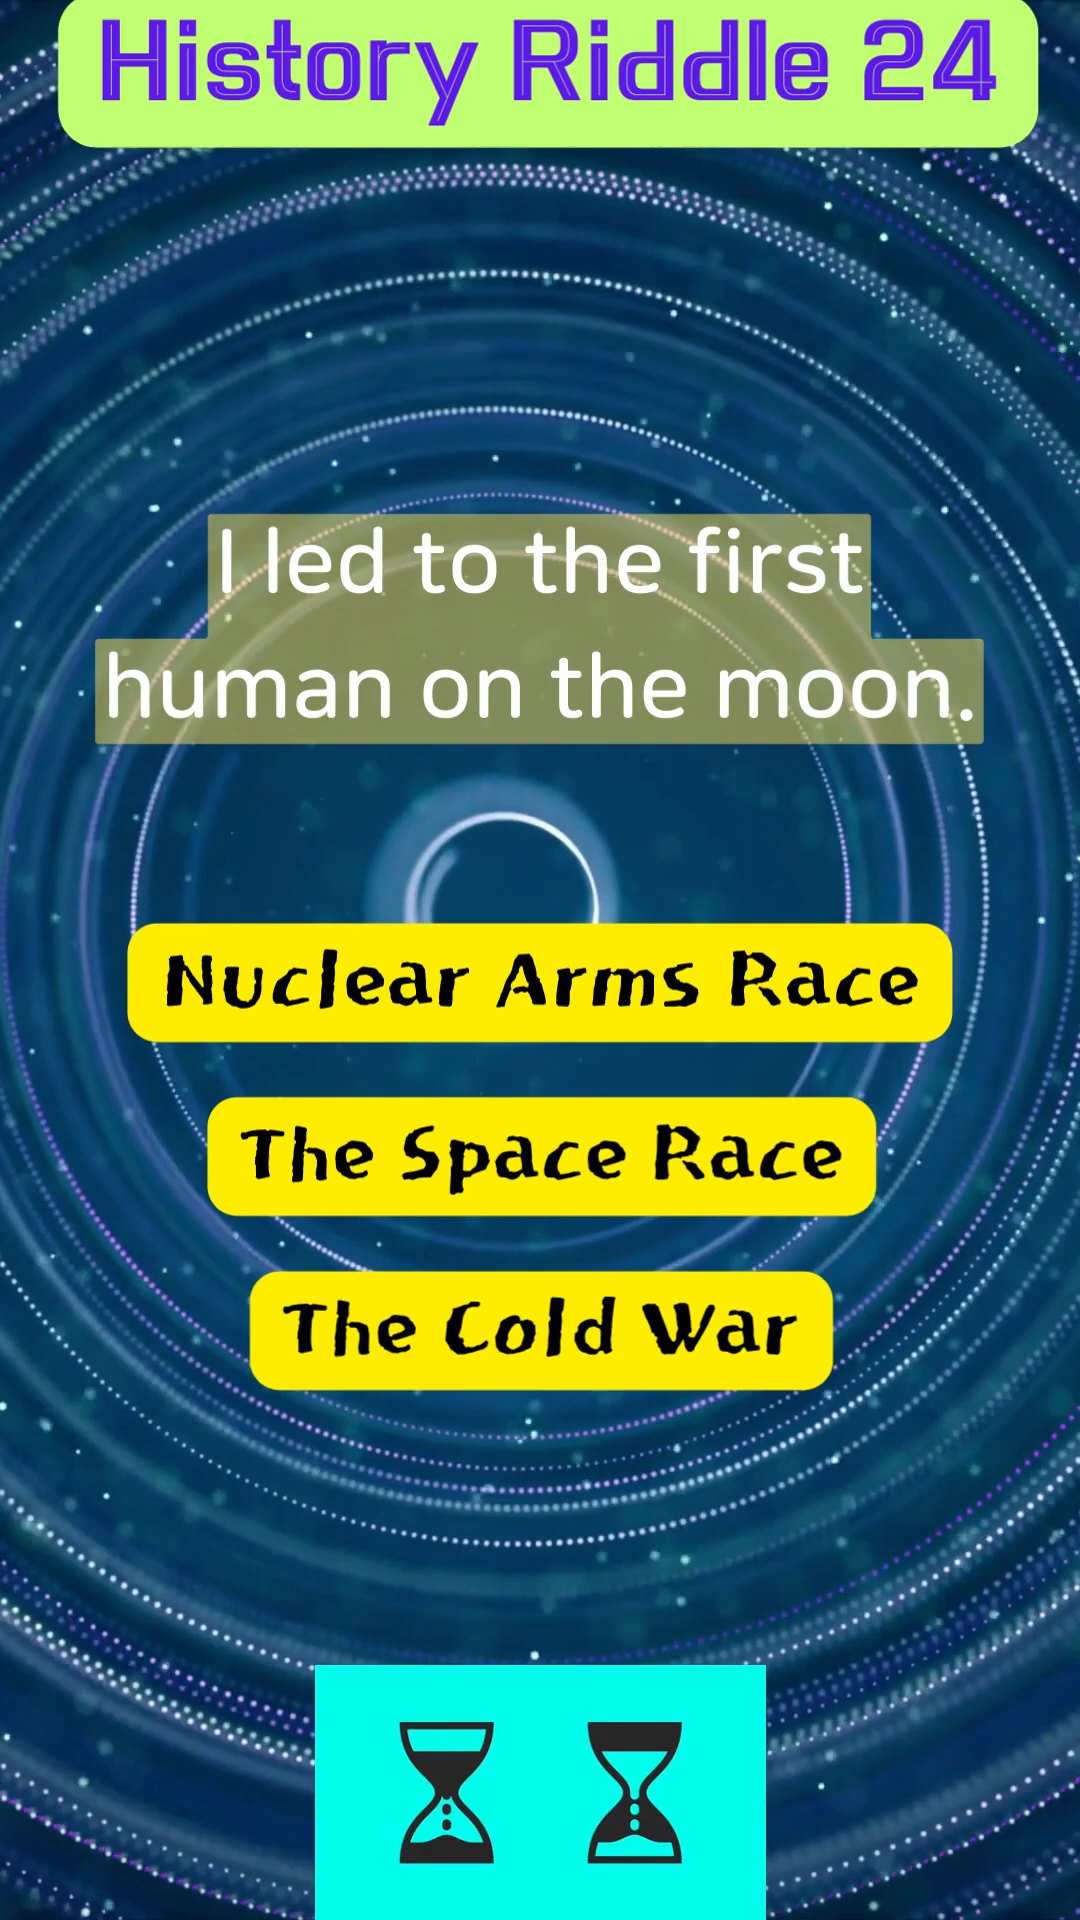 History Riddle 24
I led to the first
human on the moon.
Nuclear Arms Race
The Space Race
The Cold War